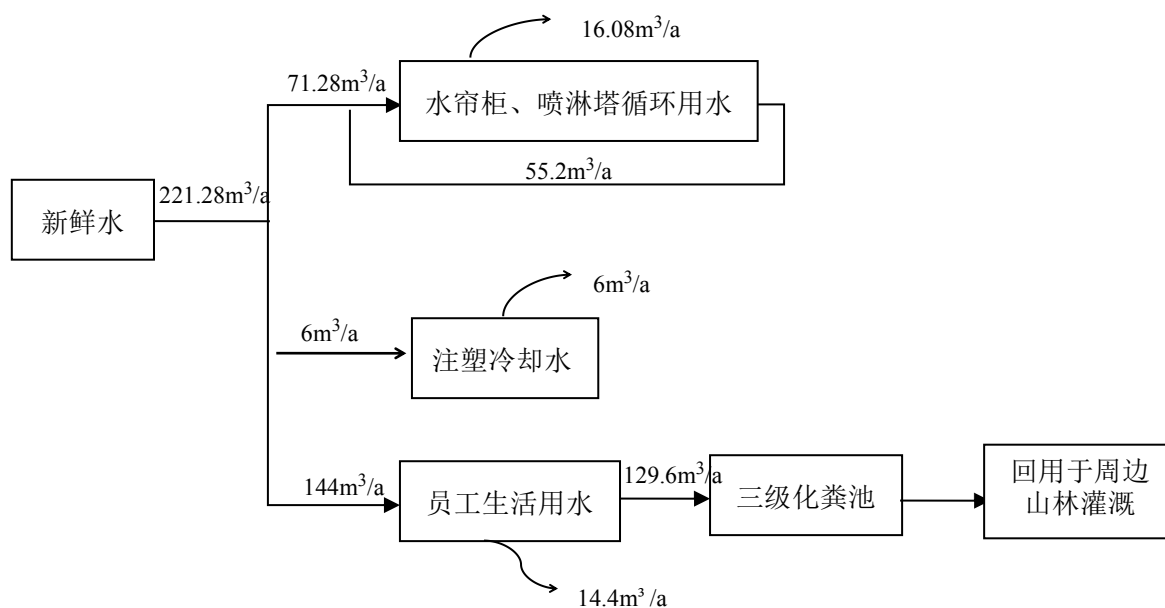 16.08m³/a
71.28m³/a
水帘柜、喷淋塔循环用水
55.2m³/a
221.28m³/a
新鲜水
6m³/a
6m³/a
注塑冷却水
144m³/a
员工生活用水
129.6m³/a
三级化粪池
回用于周边
山林灌溉
14.4m³/a